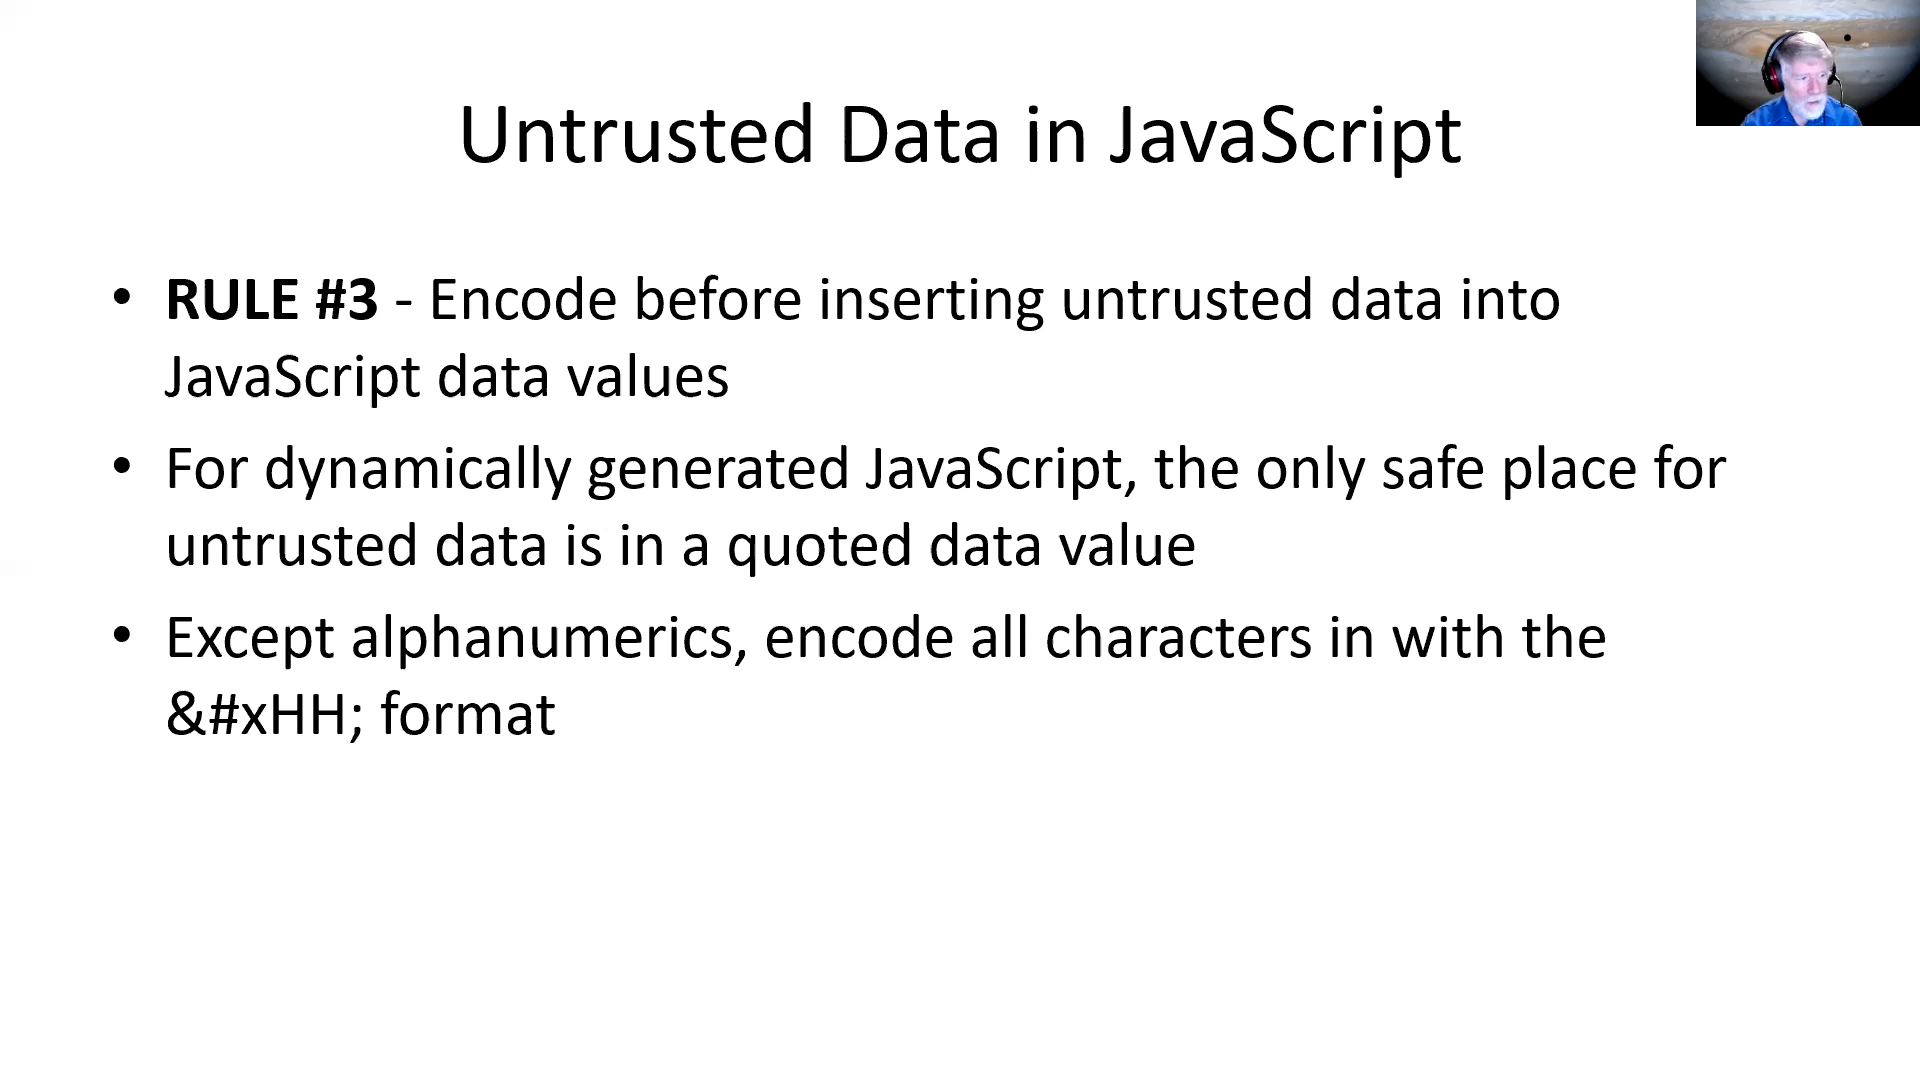 Untrusted Data in JavaScript
• RULE #3 - Encode before inserting untrusted data into
JavaScript data values
• For dynamically generated JavaScript, the only safe place for
untrusted data is in a quoted data value
• Except alphanumerics, encode all characters in with the
&#xHH; format